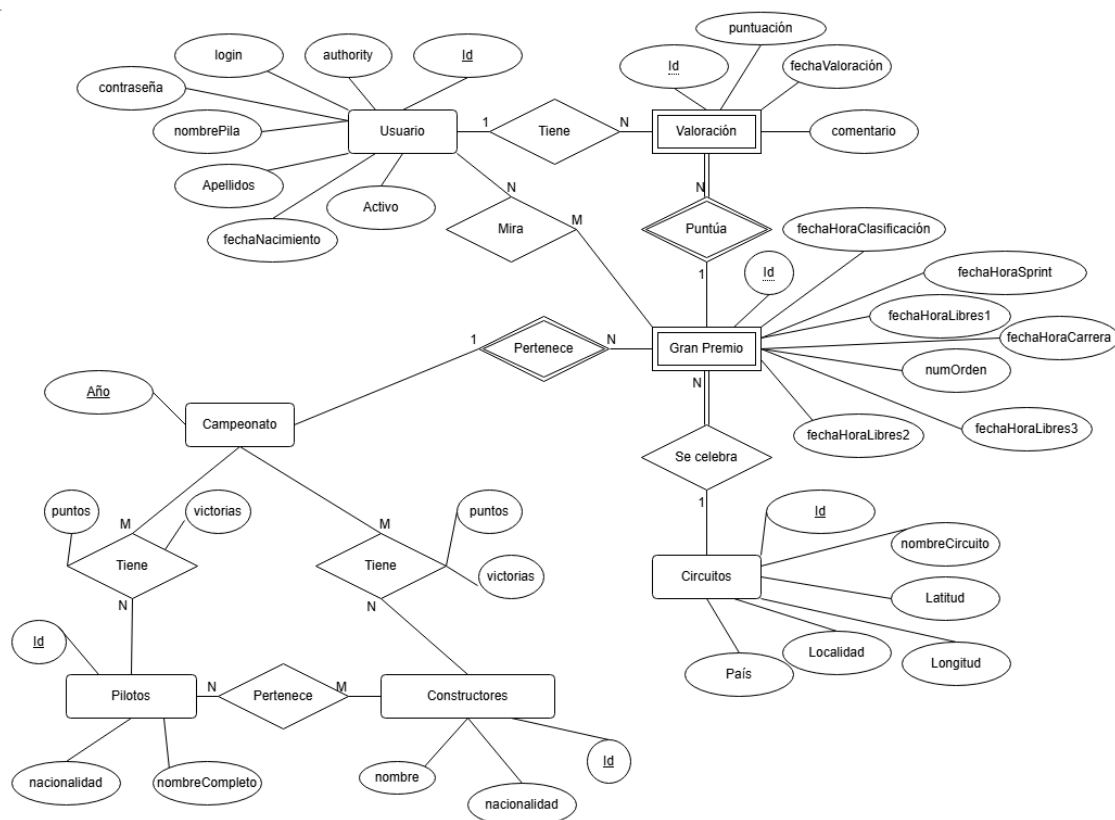 puntuación
login
authority
Id
Id
fechaValoración
contraseña
nombrePila
Usuario
1
Tiene
N
Valoración
comentario
Apellidos
Activo
N
N
fechaNacimiento
Mira
M
Puntúa
fechaHoraClasificación
1
Id
fechaHoraSprint
fechaHoraLibres1
1
Pertenece
N
Gran Premio
fechaHoraCarrera
numOrden
N
Año
Campeonato
fechaHoraLibres2
fechaHoraLibres3
Se celebra
puntos
victorias
puntos
1
Id
M
M
nombreCircuito
Tiene
Tiene
victorias
Circuitos
Latitud
N
N
Id
Localidad
Longitud
País
Pilotos
N
Pertenece
M
Constructores
Id
nacionalidad
nombreCompleto
nombre
nacionalidad